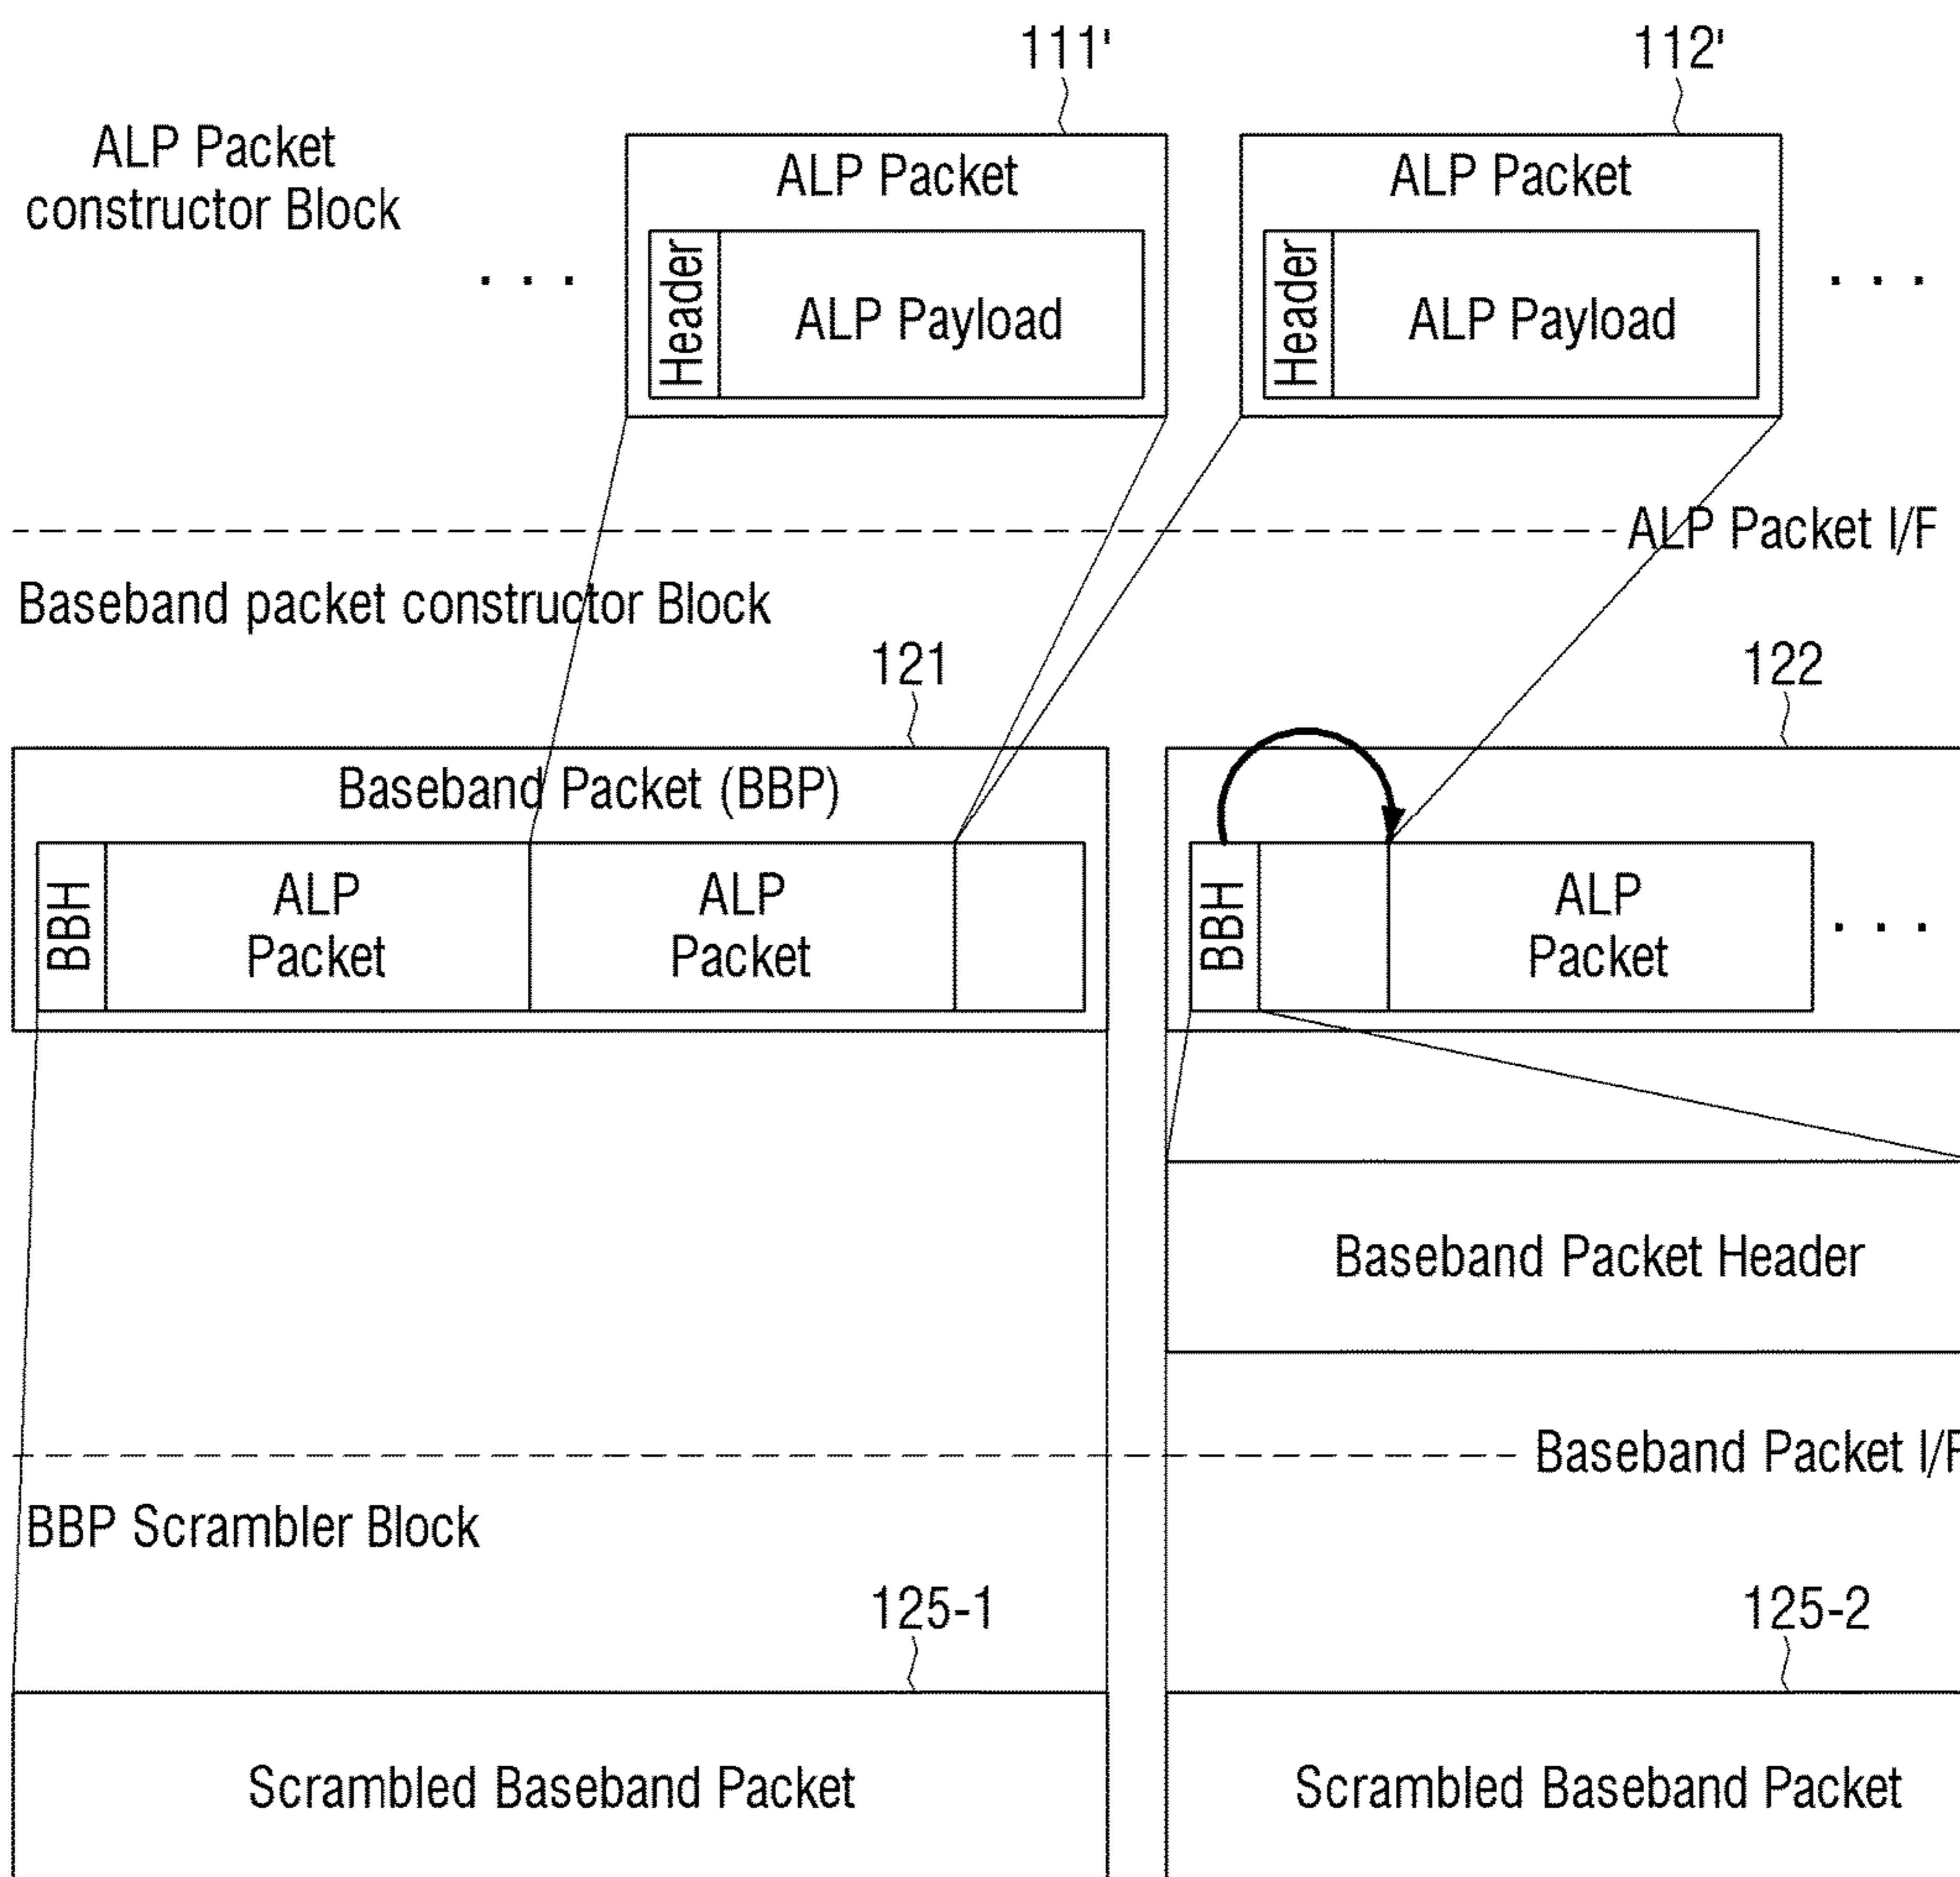 111'
112'
ALP Packet
constructor Block
ALP Packet
ALP Packet
. . .
Header
ALP Payload
Header
ALP Payload
. . .
ALP Packet I/F
Baseband packet constructor Block
121
122
Baseband Packet (BBP)
BBH
ALP
Packet
ALP
Packet
BBH
ALP
Packet
. . .
Baseband Packet Header
Baseband Packet I/F
BBP Scrambler Block
125-1
125-2
Scrambled Baseband Packet
Scrambled Baseband Packet